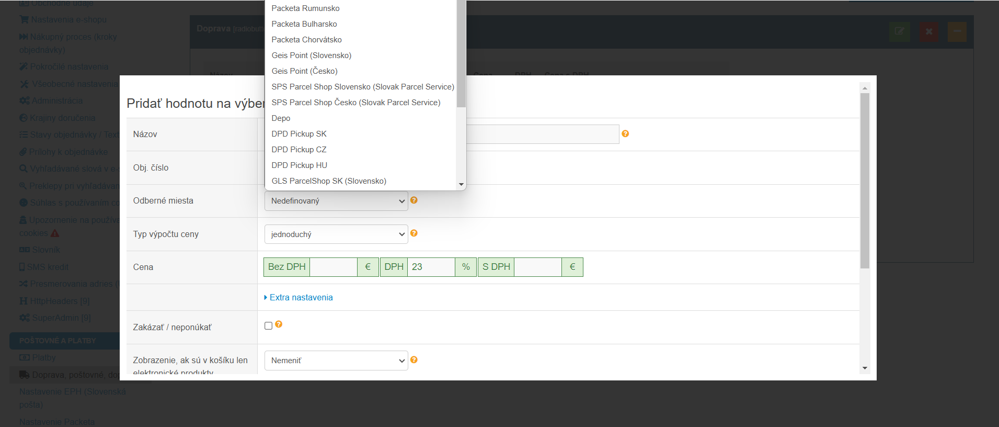 Obchodné údaje
Nastavenia e-shopu
Nákupný proces (kroky
objednávky)
Pokročilé nastavenia
Všeobecné nastavenia
Administrácia
Krajiny doručenia
Stavy objednávky / Text
Prílohy k objednávke
Vyhľadávané slová v e-s
Preklepy pri vyhľadávan
Súhlas s používaním co
Upozornenie na používa
cookies
Slovník
SMS kredit
Presmerovania adries (
HttpHeaders [9]
SuperAdmin [9]
POŠTOVNÉ A PLATBY
Platby
Doprava, poštovné, dop
Nastavenie EPH (Slovenská
pošta)
Nastavenie Packeta
Doprava [radiobutt
Názov Cena DPH Cena s DPH
Pridať hodnotu na výber
Packeta Rumunsko
Packeta Bulharsko
Packeta Chorvátsko
Geis Point (Slovensko)
Geis Point (Česko)
SPS Parcel Shop Slovensko (Slovak Parcel Service)
SPS Parcel Shop Česko (Slovak Parcel Service)
Depo
DPD Pickup SK
DPD Pickup CZ
DPD Pickup HU
GLS ParcelShop SK (Slovensko)
Názov
Obj. číslo
Odberné miesta Nedefinovaný
Typ výpočtu ceny jednoduchý
Cena Bez DPH € DPH 23 % S DPH €
Extra nastavenia
Zakázať / neponúkať
Zobrazenie, ak sú v košíku len Nemeniť
elektronické produkty